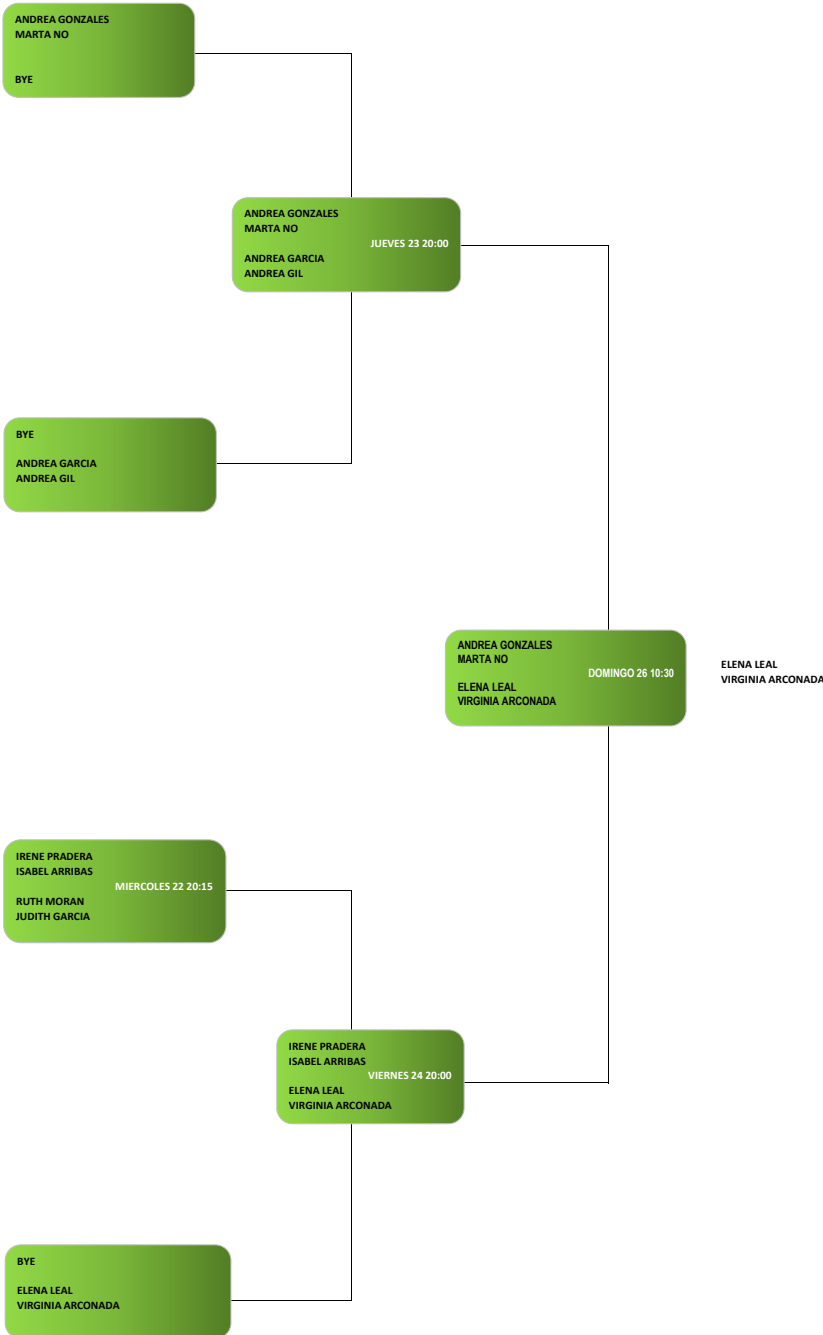 ANDREA GONZALES
MARTA NO
BYE
ANDREA GONZALES
MARTA NO
JUEVES 23 20:00
ANDREA GARCIA
ANDREA GIL
BYE
ANDREA GARCIA
ANDREA GIL
ANDREA GONZALES
MARTA NO
DOMINGO 26 10:30
ELENA LEAL
VIRGINIA ARCONADA
ELENA LEAL
VIRGINIA ARCONADA
IRENE PRADERA
ISABEL ARRIBAS
MIERCOLES 22 20:15
RUTH MORAN
JUDITH GARCIA
IRENE PRADERA
ISABEL ARRIBAS
VIERNES 24 20:00
ELENA LEAL
VIRGINIA ARCONADA
BYE
ELENA LEAL
VIRGINIA ARCONADA